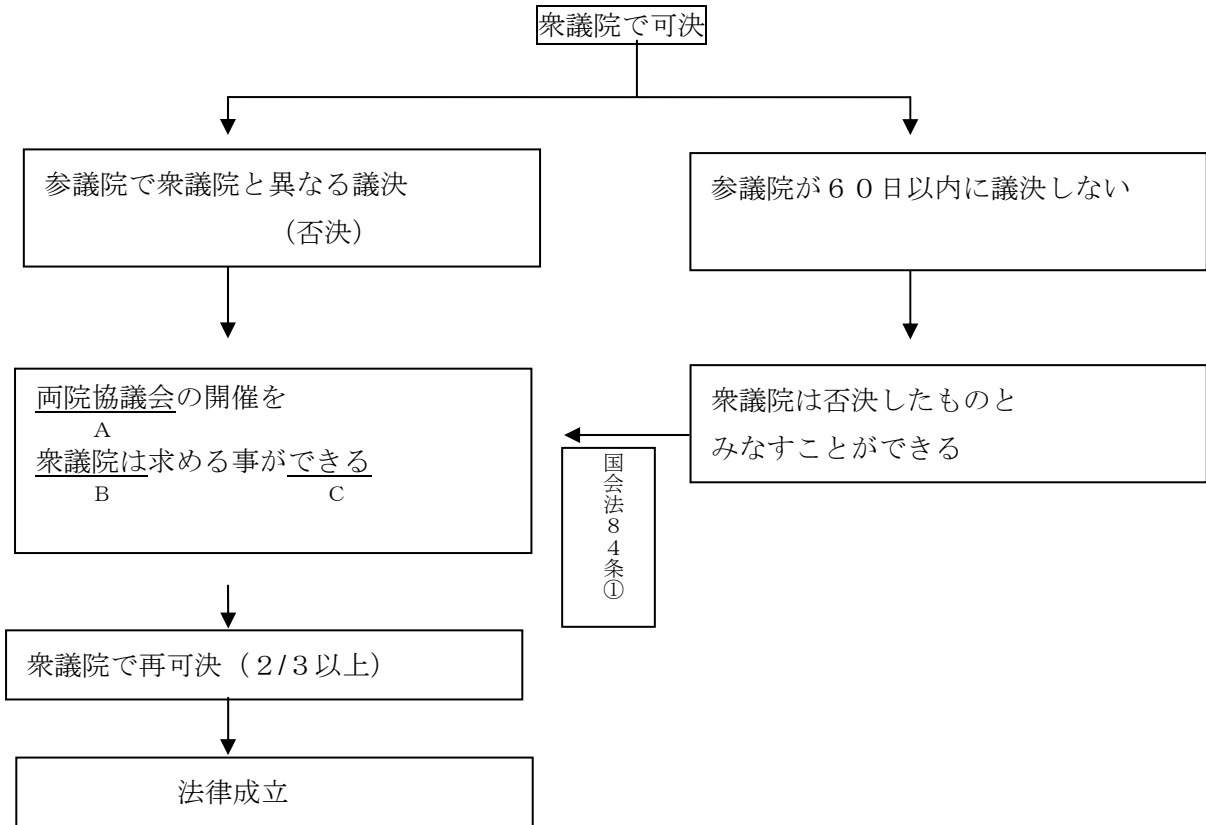 衆議院で可決
参議院で衆議院と異なる議決
（否決）
参議院が６０日以内に議決しない
両院協議会の開催を
A
衆議院は求める事ができる
B C
衆議院は否決したものと
みなすことができる
国会法８４条①
衆議院で再可決（２/３以上）
法律成立